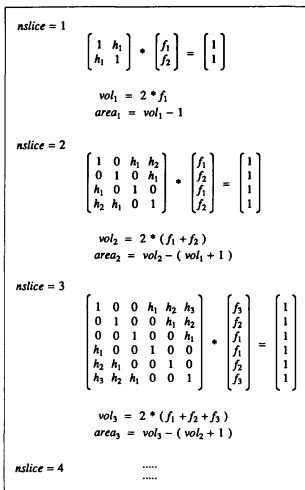 nslice = 1
1 h₁ f₁ 1
* =
h₁ 1 f₂ 1
vol₁ = 2 * f₁
area₁ = vol₁ − 1
nslice = 2
1 0 h₁ h₂ f₁ 1
0 1 0 h₁ f₂ 1
* =
h₁ 0 1 0 f₁ 1
h₂ h₁ 0 1 f₂ 1
vol₂ = 2 * (f₁ + f₂)
area₂ = vol₂ − ( vol₁ + 1 )
nslice = 3
1 0 0 h₁ h₂ h₃ f₃ 1
0 1 0 0 h₁ h₂ f₂ 1
0 0 1 0 0 h₁ f₁ 1
* =
h₁ 0 0 1 0 0 f₁ 1
h₂ h₁ 0 0 1 0 f₂ 1
h₃ h₂ h₁ 0 0 1 f₃ 1
vol₃ = 2 * (f₁ + f₂ + f₃)
area₃ = vol₃ − ( vol₂ + 1 )
nslice = 4 .....
.....